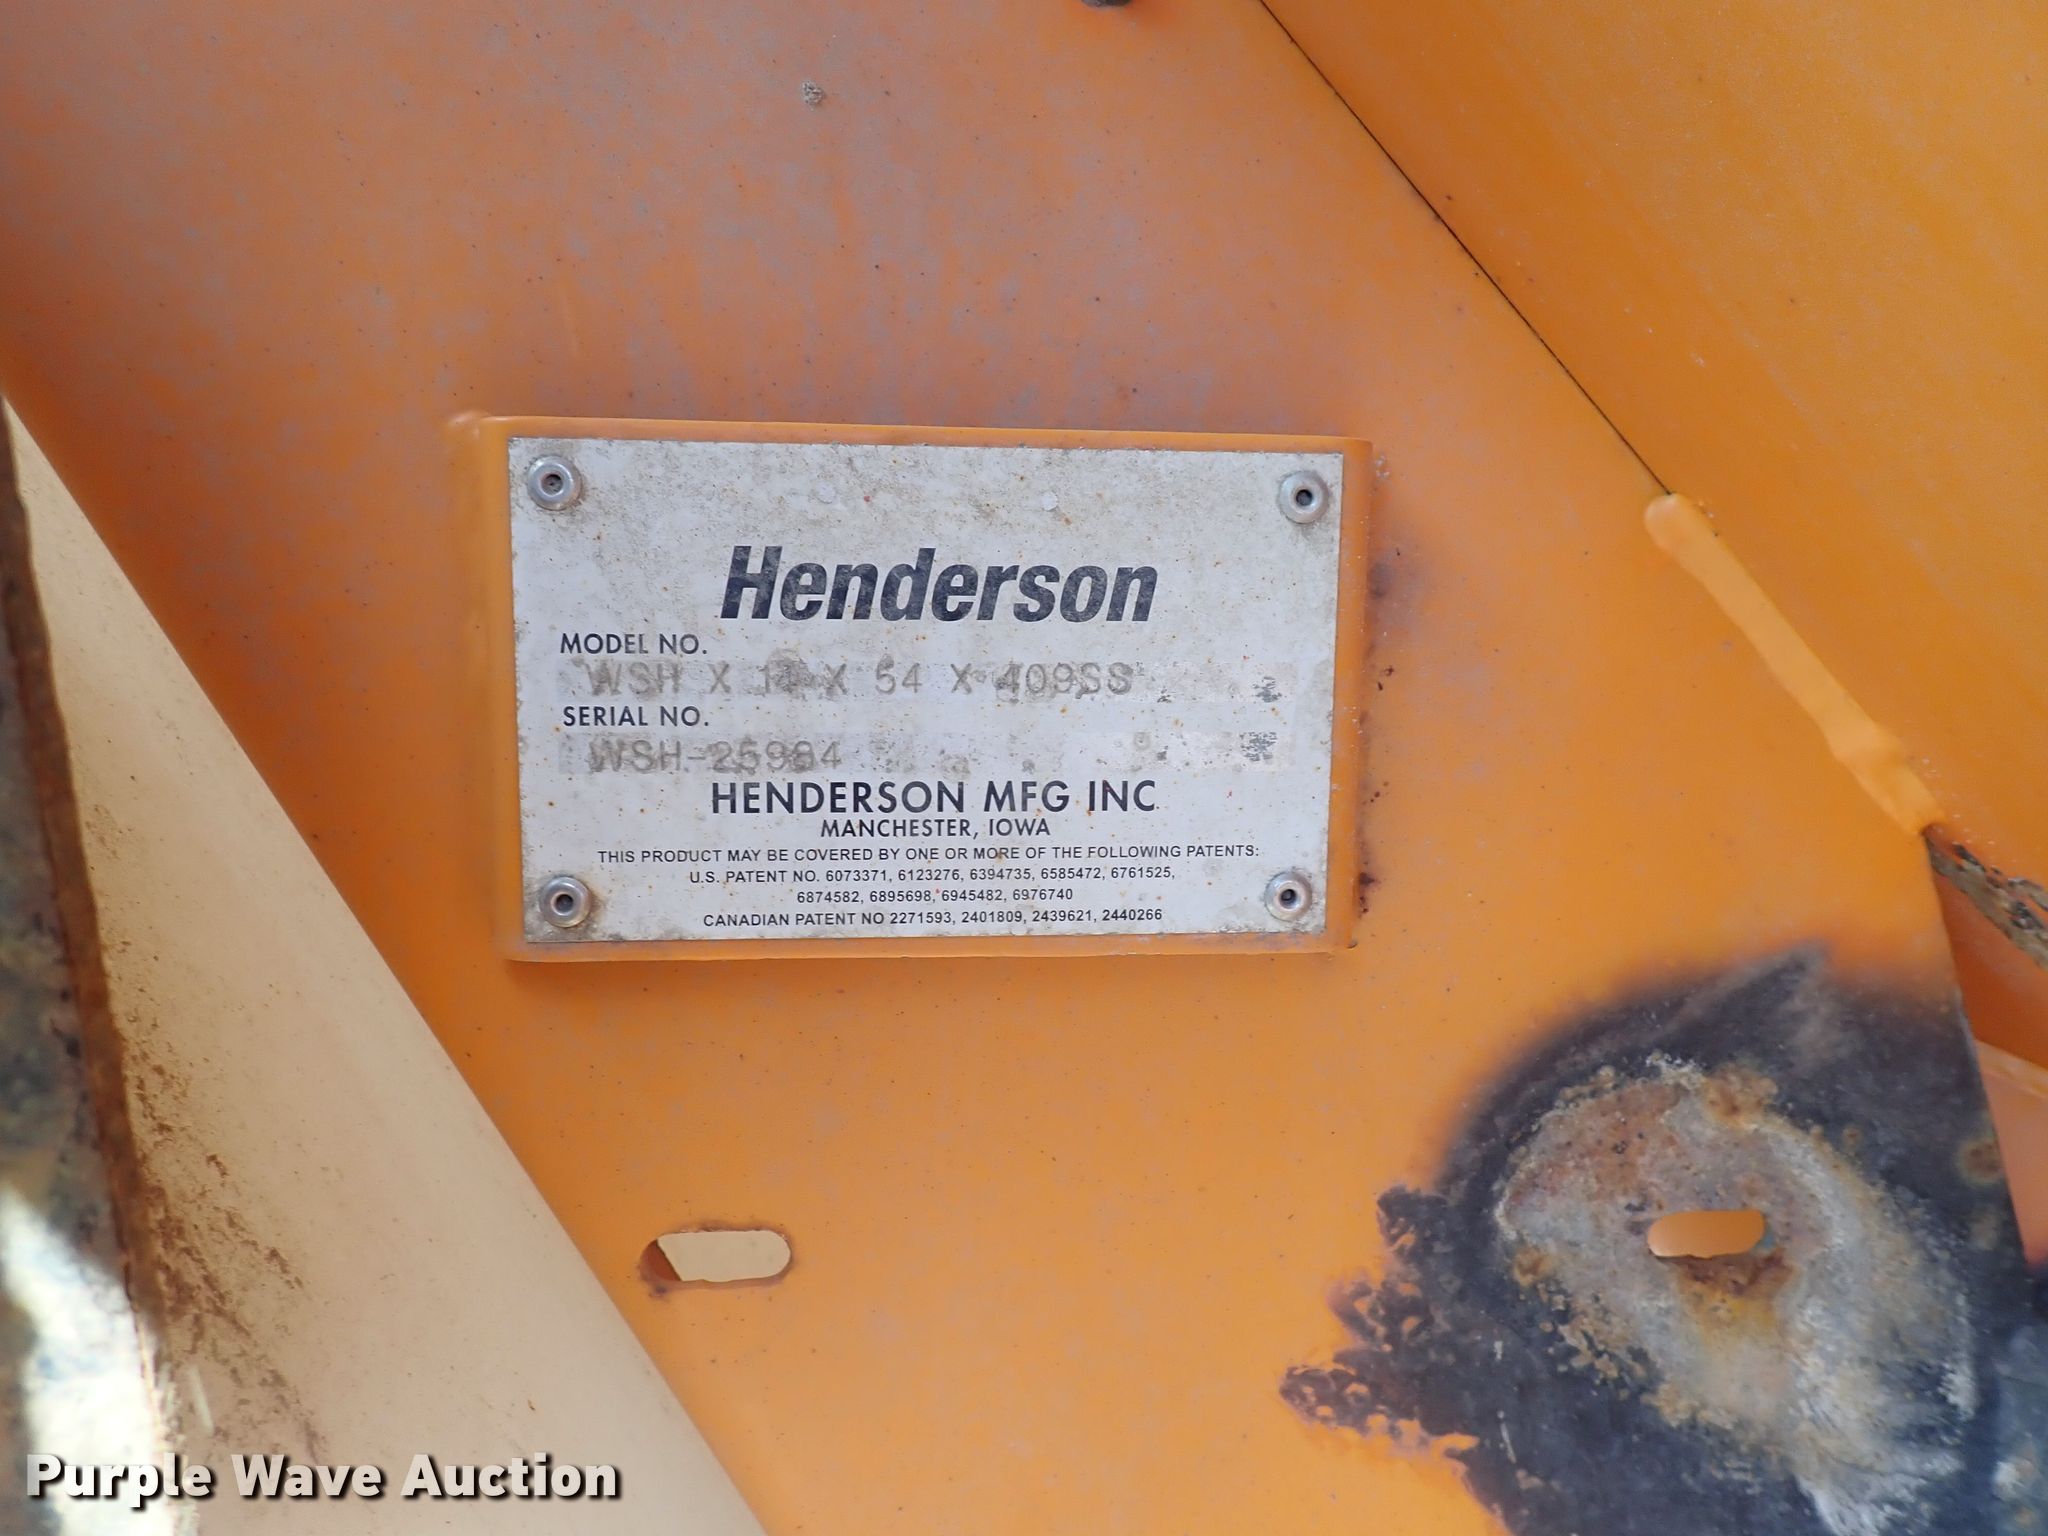 Henderson
MODEL NO.
WSH X 14 X 54 X 409SS
SERIAL NO.
WSH-25984
HENDERSON MFG INC
MANCHESTER, IOWA
THIS PRODUCT MAY BE COVERED BY ONE OR MORE OF THE FOLLOWING PATENTS:
U.S. PATENT NO. 6073371, 6123276, 6394735, 6585472, 6761525,
6874582, 6895698, 6945482, 6976740
CANADIAN PATENT NO 2271593, 2401809, 2439621, 2440266
Purple Wave Auction